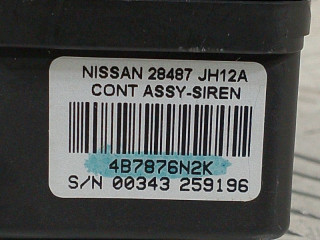 NISSAN 28487 JH12A
CONT ASSY-SIREN
4B7876N2K
S/N 00343 259196